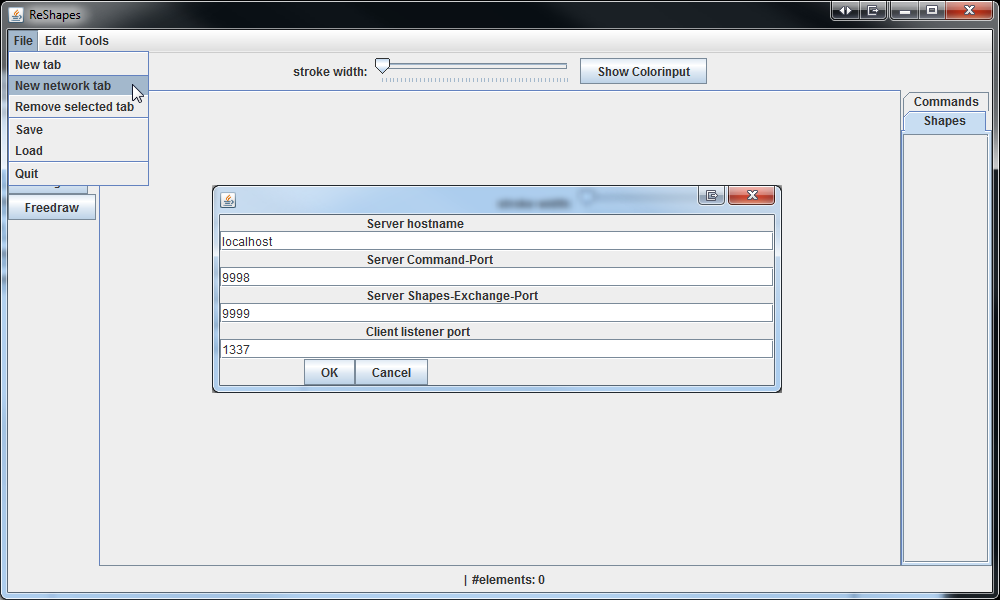 ReShapes
File Edit Tools
New tab
New network tab
Remove selected tab
Save
Load
Quit
stroke width:
Show Colorinput
Commands
Shapes
Freedraw
stroke width
Server hostname
localhost
Server Command-Port
9998
Server Shapes-Exchange-Port
9999
Client listener port
1337
OK Cancel
| #elements: 0